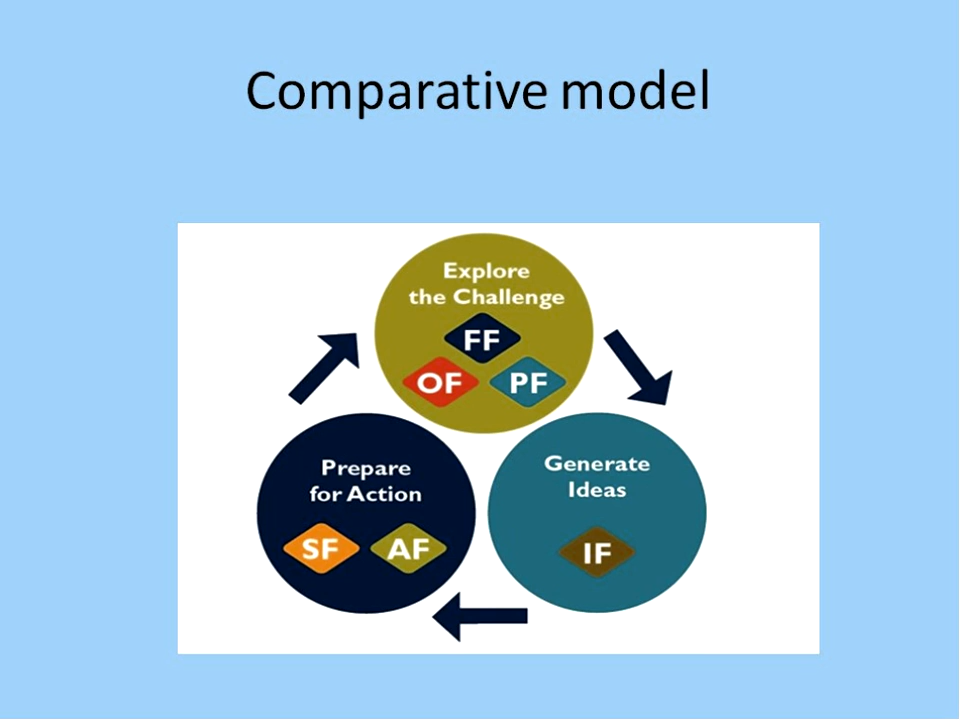 Comparative model
Explore
the Challenge
FF
OF PF
Generate
Ideas
IF
Prepare
for Action
SF AF